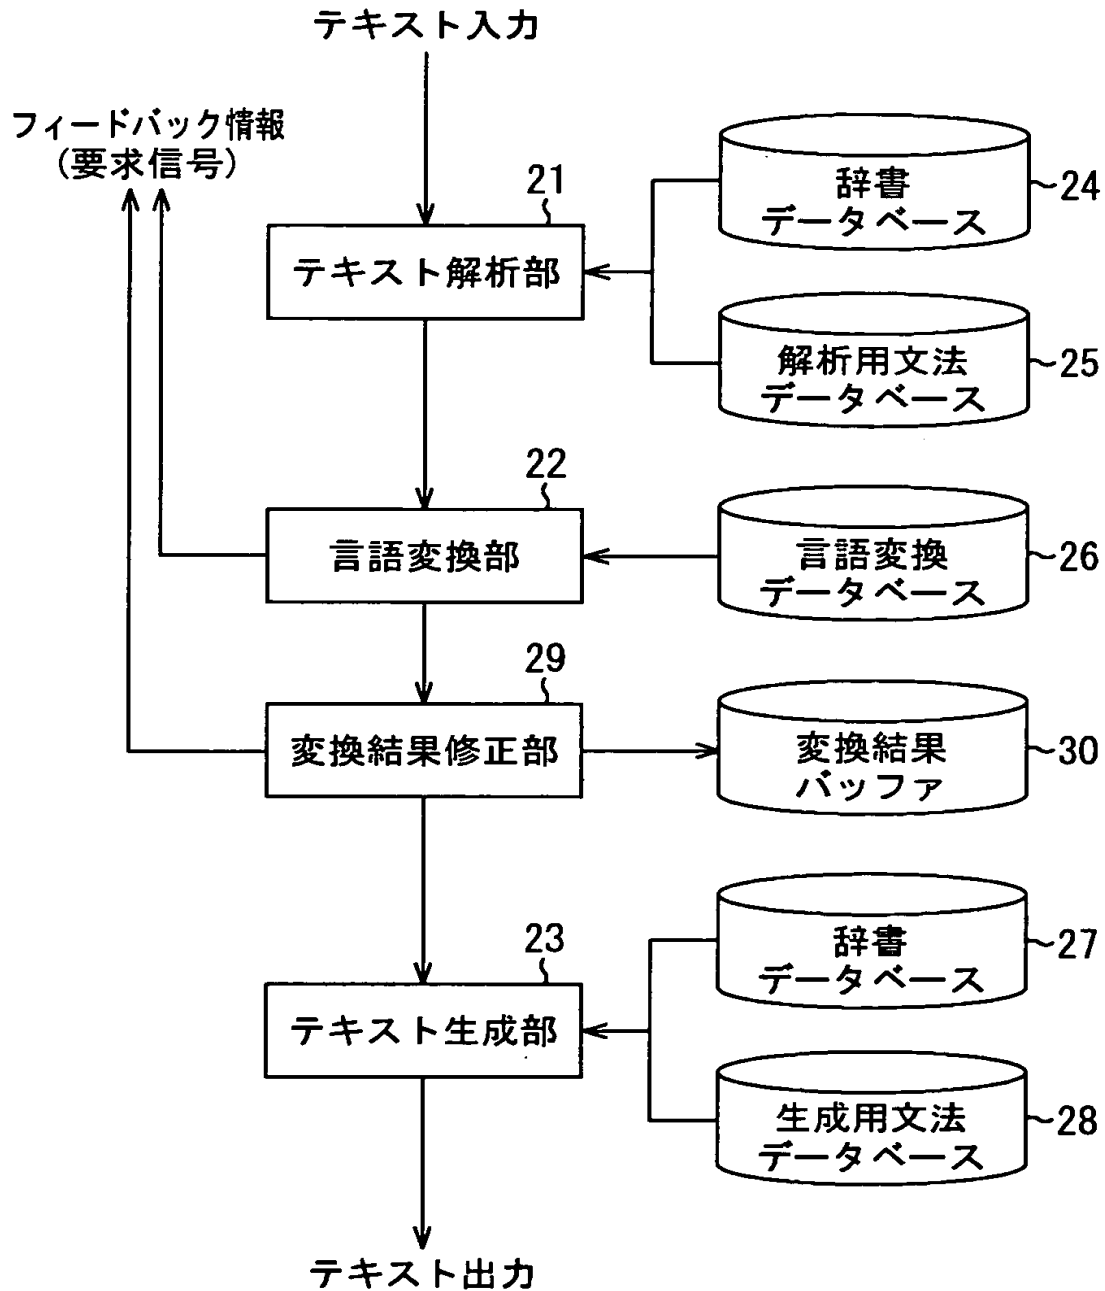 テキスト入力
フィードバック情報
(要求信号)
21
テキスト解析部
辞書
データベース
24
解析用文法
データベース
25
22
言語変換部
言語変換
データベース
26
29
変換結果修正部
変換結果
バッファ
30
23
テキスト生成部
辞書
データベース
27
生成用文法
データベース
28
テキスト出力